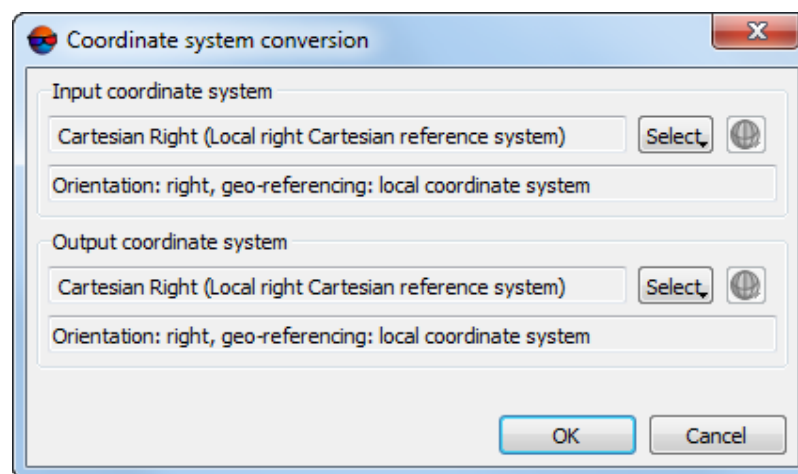 Coordinate system conversion
Input coordinate system
Cartesian Right (Local right Cartesian reference system)
Select
Orientation: right, geo-referencing: local coordinate system
Output coordinate system
Cartesian Right (Local right Cartesian reference system)
Select
Orientation: right, geo-referencing: local coordinate system
OK
Cancel